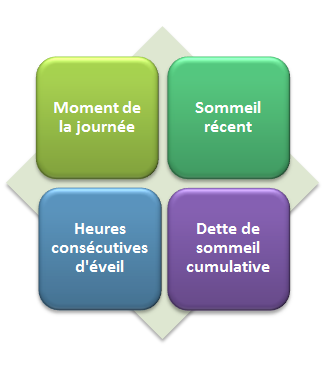 Moment de
la journée
Sommeil
récent
Heures
consécutives
d'éveil
Dette de
sommeil
cumulative